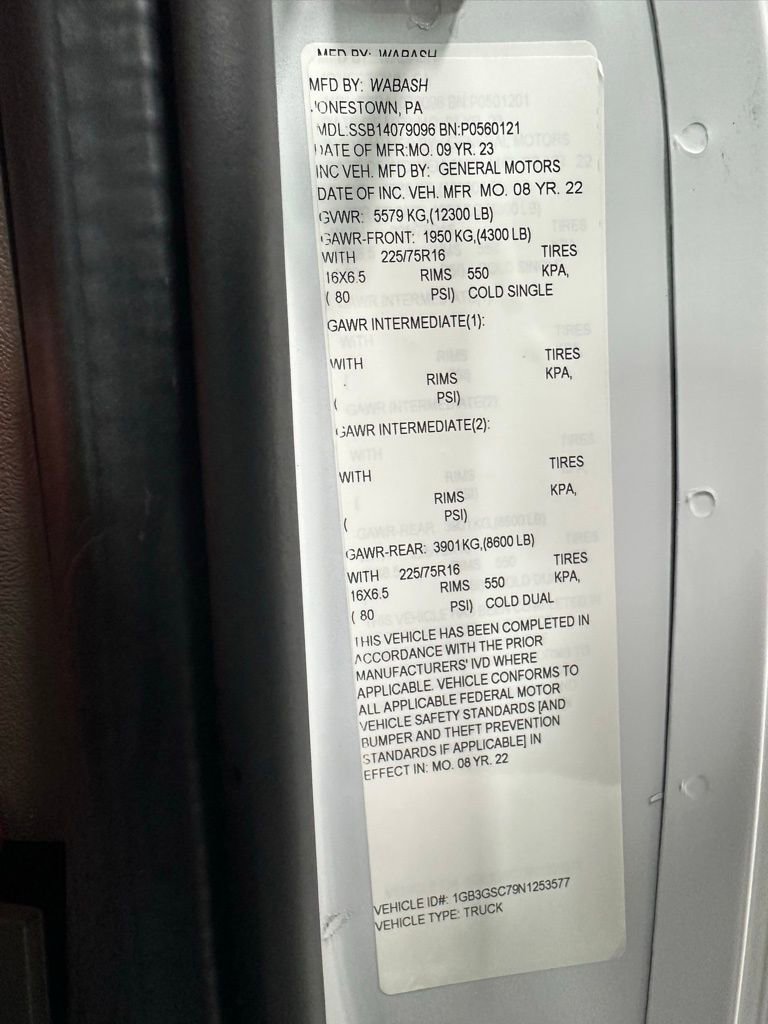 MFD BY: WABASH
MFD BY: WABASH
JONESTOWN, PA
MDL:SSB14079096 BN:P0560121
DATE OF MFR:MO. 09 YR. 23
INC VEH. MFD BY: GENERAL MOTORS
DATE OF INC. VEH. MFR MO. 08 YR. 22
GVWR: 5579 KG,(12300 LB)
GAWR-FRONT: 1950 KG,(4300 LB)
WITH 225/75R16 TIRES
16X6.5 RIMS 550 KPA,
( 80 PSI) COLD SINGLE
GAWR INTERMEDIATE(1):
WITH TIRES
RIMS KPA,
( PSI)
GAWR INTERMEDIATE(2):
WITH TIRES
RIMS KPA,
( PSI)
GAWR-REAR: 3901 KG,(8600 LB)
WITH 225/75R16 TIRES
16X6.5 RIMS 550 KPA,
( 80 PSI) COLD DUAL
THIS VEHICLE HAS BEEN COMPLETED IN
ACCORDANCE WITH THE PRIOR
MANUFACTURERS' IVD WHERE
APPLICABLE. VEHICLE CONFORMS TO
ALL APPLICABLE FEDERAL MOTOR
VEHICLE SAFETY STANDARDS [AND
BUMPER AND THEFT PREVENTION
STANDARDS IF APPLICABLE] IN
EFFECT IN: MO. 08 YR. 22
VEHICLE ID#: 1GB3GSC79N1253577
VEHICLE TYPE: TRUCK